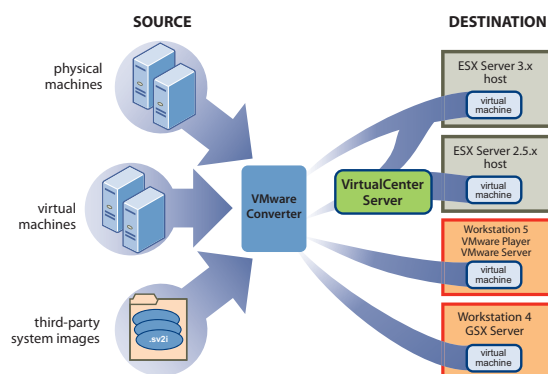 SOURCE
DESTINATION
physical
machines
virtual
machines
third-party
system images
.sv2i
VMware
Converter
VirtualCenter
Server
ESX Server 3.x
host
virtual
machine
ESX Server 2.5.x
host
virtual
machine
Workstation 5
VMware Player
VMware Server
virtual
machine
Workstation 4
GSX Server
virtual
machine